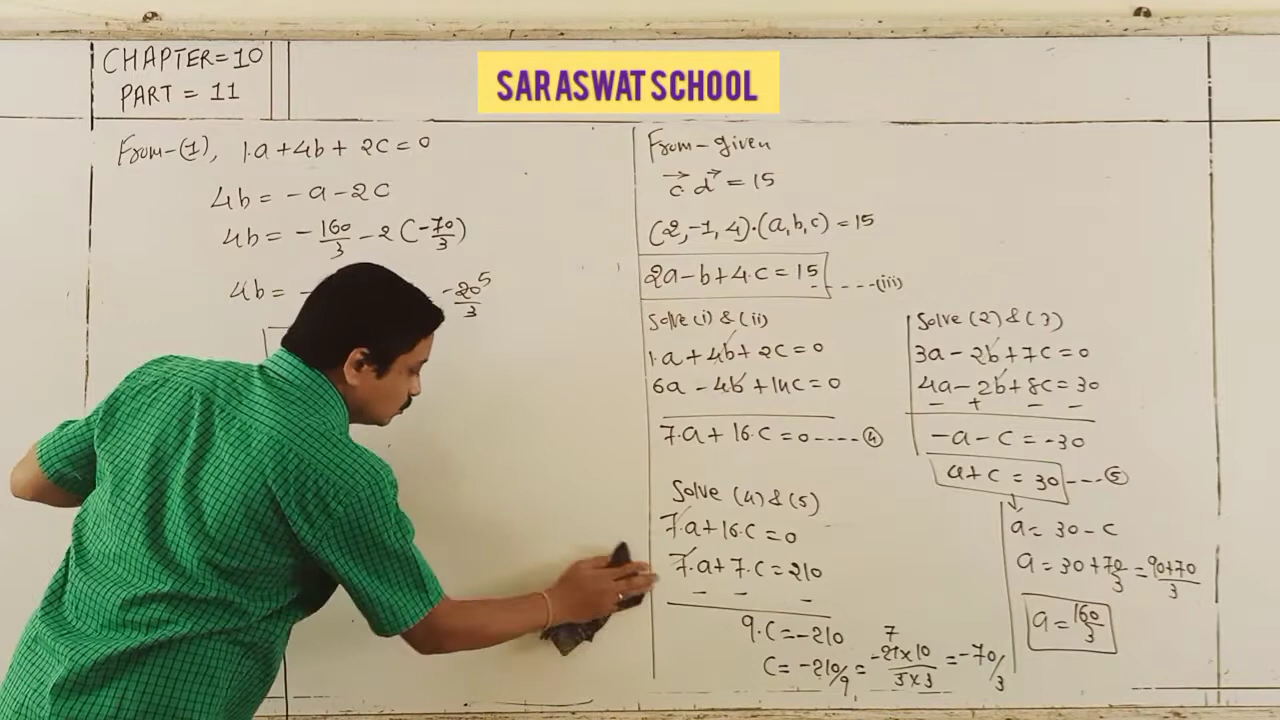 CHAPTER=10
PART = 11
SARASWAT SCHOOL
From-(1), 1.a+4b+2c=0
4b = -a-2c
4b = -160/3 -2(-70/3)
4b = -
-20⁵/3
From-given
c⃗ d⃗ = 15
(2,-1,4)·(a,b,c)=15
2a-b+4.c=15 ----(iii)
Solve (i) & (ii)
1.a+4b+2c=0
6a-4b+14c=0
7.a+16.c=0----④
Solve (4)&(5)
7.a+16.c=0
7.a+7.c=210
- - -
9.c=-210
c=-210/9 = 7 -21×10/3×3 = -70/3
Solve (2)&(3)
3a-2b+7c=0
4a-2b+8c=30
- + - -
-a-c=-30
a+c=30---⑤
a=30-c
a=30+70/3=90+70/3
a=160/3